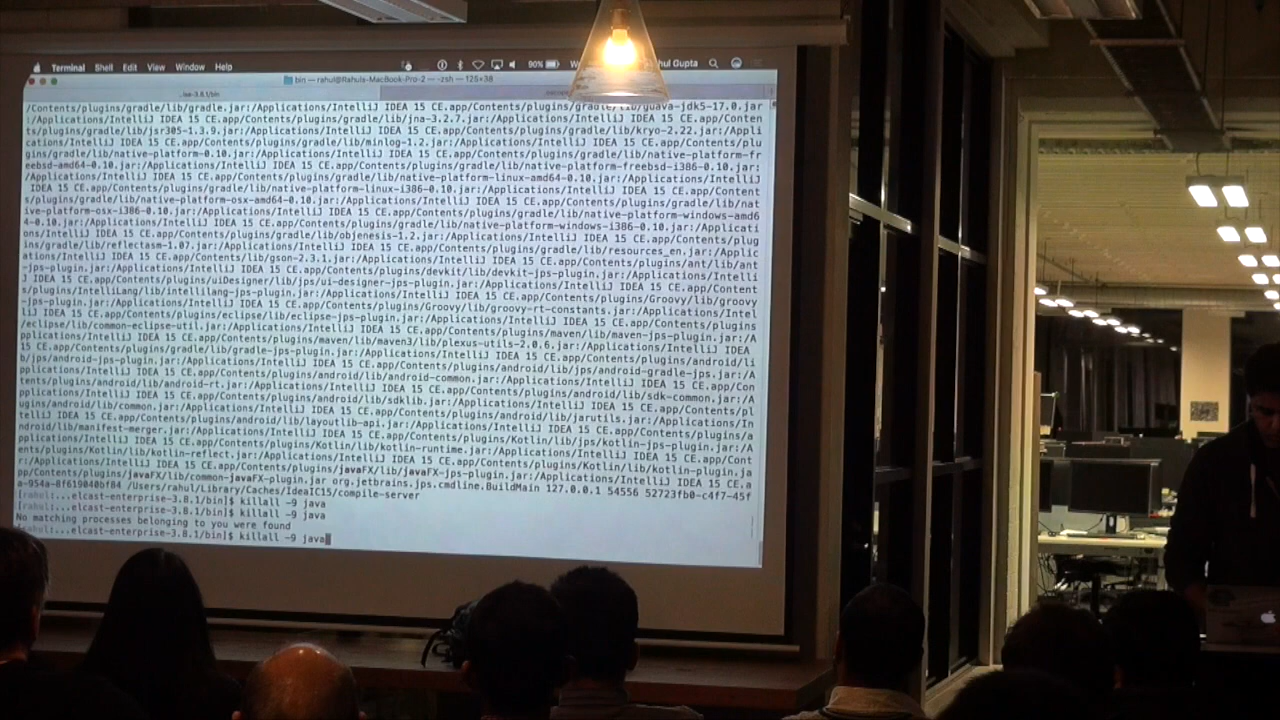 Terminal Shell Edit View Window Help 90% hul Gupta
bin — rahul@Rahuls-MacBook-Pro-2 — -zsh — 125×38
/Contents/plugins/gradle/lib/gradle.jar:/Applications/IntelliJ IDEA 15 CE.app/Contents/plugins/gradle/lib/guava-jdk5-17.0.jar
:/Applications/IntelliJ IDEA 15 CE.app/Contents/plugins/gradle/lib/jna-3.2.7.jar:/Applications/IntelliJ IDEA 15 CE.app/Conten
ts/plugins/gradle/lib/jsr305-1.3.9.jar:/Applications/IntelliJ IDEA 15 CE.app/Contents/plugins/gradle/lib/kryo-2.22.jar:/Appli
cations/IntelliJ IDEA 15 CE.app/Contents/plugins/gradle/lib/minlog-1.2.jar:/Applications/IntelliJ IDEA 15 CE.app/Contents/plu
gins/gradle/lib/native-platform-0.10.jar:/Applications/IntelliJ IDEA 15 CE.app/Contents/plugins/gradle/lib/native-platform-fr
eebsd-amd64-0.10.jar:/Applications/IntelliJ IDEA 15 CE.app/Contents/plugins/gradle/lib/native-platform-freebsd-i386-0.10.jar:
/Applications/IntelliJ IDEA 15 CE.app/Contents/plugins/gradle/lib/native-platform-linux-amd64-0.10.jar:/Applications/IntelliJ
IDEA 15 CE.app/Contents/plugins/gradle/lib/native-platform-linux-i386-0.10.jar:/Applications/IntelliJ IDEA 15 CE.app/Content
s/plugins/gradle/lib/native-platform-osx-amd64-0.10.jar:/Applications/IntelliJ IDEA 15 CE.app/Contents/plugins/gradle/lib/nat
ive-platform-osx-i386-0.10.jar:/Applications/IntelliJ IDEA 15 CE.app/Contents/plugins/gradle/lib/native-platform-windows-amd6
4-0.10.jar:/Applications/IntelliJ IDEA 15 CE.app/Contents/plugins/gradle/lib/native-platform-windows-i386-0.10.jar:/Applicati
ons/IntelliJ IDEA 15 CE.app/Contents/plugins/gradle/lib/objenesis-1.2.jar:/Applications/IntelliJ IDEA 15 CE.app/Contents/plug
ins/gradle/lib/reflectasm-1.07.jar:/Applications/IntelliJ IDEA 15 CE.app/Contents/plugins/gradle/lib/resources_en.jar:/Applic
ations/IntelliJ IDEA 15 CE.app/Contents/lib/gson-2.3.1.jar:/Applications/IntelliJ IDEA 15 CE.app/Contents/plugins/ant/lib/ant
-jps-plugin.jar:/Applications/IntelliJ IDEA 15 CE.app/Contents/plugins/devkit/lib/devkit-jps-plugin.jar:/Applications/Intelli
J IDEA 15 CE.app/Contents/plugins/uiDesigner/lib/jps/ui-designer-jps-plugin.jar:/Applications/IntelliJ IDEA 15 CE.app/Content
s/plugins/IntelliLang/lib/intellilang-jps-plugin.jar:/Applications/IntelliJ IDEA 15 CE.app/Contents/plugins/Groovy/lib/groovy
-jps-plugin.jar:/Applications/IntelliJ IDEA 15 CE.app/Contents/plugins/Groovy/lib/groovy-rt-constants.jar:/Applications/Intel
liJ IDEA 15 CE.app/Contents/plugins/eclipse/lib/eclipse-jps-plugin.jar:/Applications/IntelliJ IDEA 15 CE.app/Contents/plugins
/eclipse/lib/common-eclipse-util.jar:/Applications/IntelliJ IDEA 15 CE.app/Contents/plugins/maven/lib/maven-jps-plugin.jar:/A
pplications/IntelliJ IDEA 15 CE.app/Contents/plugins/maven/lib/maven3/lib/plexus-utils-2.0.6.jar:/Applications/IntelliJ IDEA
15 CE.app/Contents/plugins/gradle/lib/gradle-jps-plugin.jar:/Applications/IntelliJ IDEA 15 CE.app/Contents/plugins/android/li
b/jps/android-jps-plugin.jar:/Applications/IntelliJ IDEA 15 CE.app/Contents/plugins/android/lib/jps/android-gradle-jps.jar:/A
pplications/IntelliJ IDEA 15 CE.app/Contents/plugins/android/lib/android-common.jar:/Applications/IntelliJ IDEA 15 CE.app/Con
tents/plugins/android/lib/android-rt.jar:/Applications/IntelliJ IDEA 15 CE.app/Contents/plugins/android/lib/sdk-common.jar:/A
pplications/IntelliJ IDEA 15 CE.app/Contents/plugins/android/lib/sdklib.jar:/Applications/IntelliJ IDEA 15 CE.app/Contents/pl
ugins/android/lib/common.jar:/Applications/IntelliJ IDEA 15 CE.app/Contents/plugins/android/lib/jarutils.jar:/Applications/In
telliJ IDEA 15 CE.app/Contents/plugins/android/lib/layoutlib-api.jar:/Applications/IntelliJ IDEA 15 CE.app/Contents/plugins/a
ndroid/lib/manifest-merger.jar:/Applications/IntelliJ IDEA 15 CE.app/Contents/plugins/Kotlin/lib/jps/kotlin-jps-plugin.jar:/A
pplications/IntelliJ IDEA 15 CE.app/Contents/plugins/Kotlin/lib/kotlin-runtime.jar:/Applications/IntelliJ IDEA 15 CE.app/Cont
ents/plugins/Kotlin/lib/kotlin-reflect.jar:/Applications/IntelliJ IDEA 15 CE.app/Contents/plugins/Kotlin/lib/kotlin-plugin.ja
r:/Applications/IntelliJ IDEA 15 CE.app/Contents/plugins/javaFX/lib/javaFX-jps-plugin.jar:/Applications/IntelliJ IDEA 15 CE.a
pp/Contents/plugins/javaFX/lib/common-javaFX-plugin.jar org.jetbrains.jps.cmdline.BuildMain 127.0.0.1 54556 52723fb0-c4f7-45f
a-954a-8f619040bf84 /Users/rahul/Library/Caches/IdeaIC15/compile-server
[rahul:...elcast-enterprise-3.8.1/bin]$ killall -9 java
[rahul:...elcast-enterprise-3.8.1/bin]$ killall -9 java
No matching processes belonging to you were found
[rahul:...elcast-enterprise-3.8.1/bin]$ killall -9 java